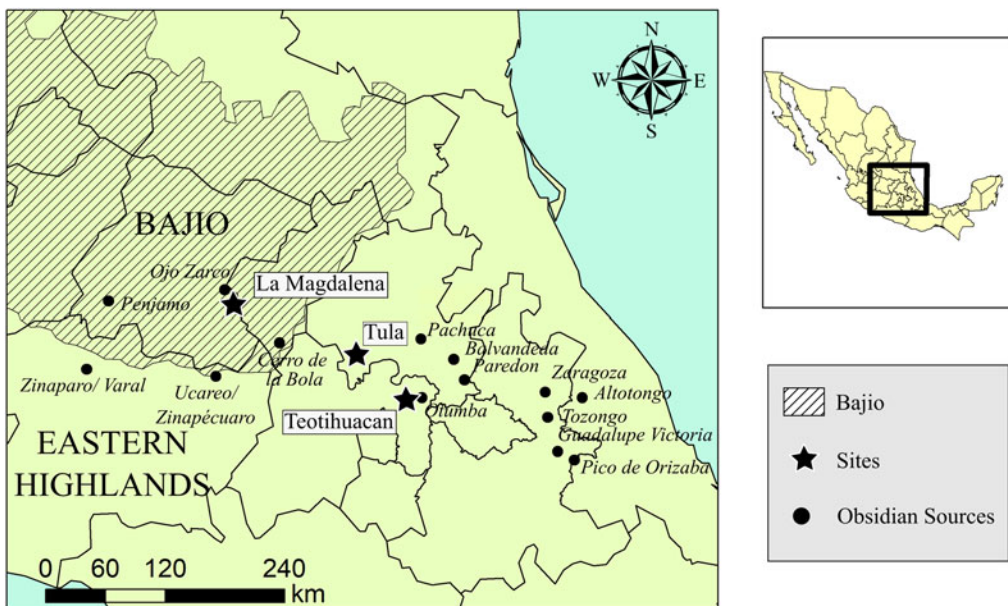 N
W E
S
BAJIO
Ojo Zarco/
La Magdalena
Penjamo
Tula
Pachuca
Balvandeda
Paredon
Cerro de
la Bola
Zinaparo/ Varal
Ucareo/
Zinapécuaro
Zaragoza
Altotongo
Teotihuacan
Otumba
Tozongo
Guadalupe Victoria
Pico de Orizaba
EASTERN
HIGHLANDS
0 60 120 240
km
Bajio
Sites
Obsidian Sources